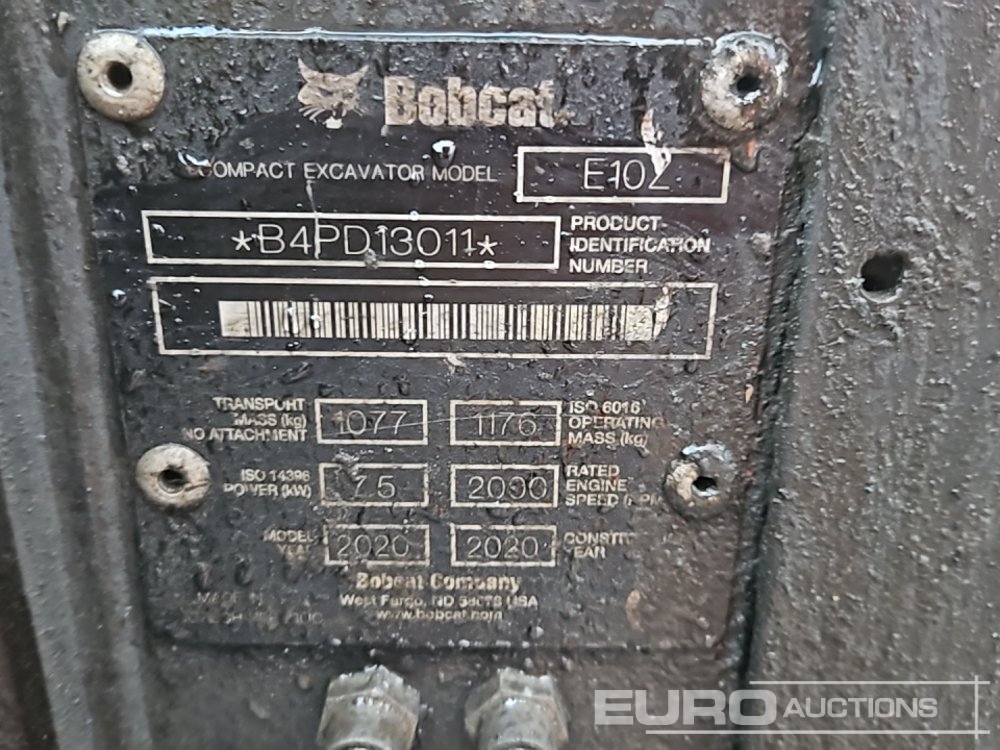 Bobcat
COMPACT EXCAVATOR MODEL E10Z
*B4PD13011* PRODUCT IDENTIFICATION NUMBER
TRANSPORT MASS (kg) NO ATTACHMENT 1077
1176 ISO 6016 OPERATING MASS (kg)
ISO 14396 POWER (kW) 7.5
2000 RATED ENGINE SPEED
MODEL YEAR 2020
2020 YEAR
Bobcat Company
West Fargo, ND 58078 USA
www.bobcat.com
MADE IN
EURO AUCTIONS